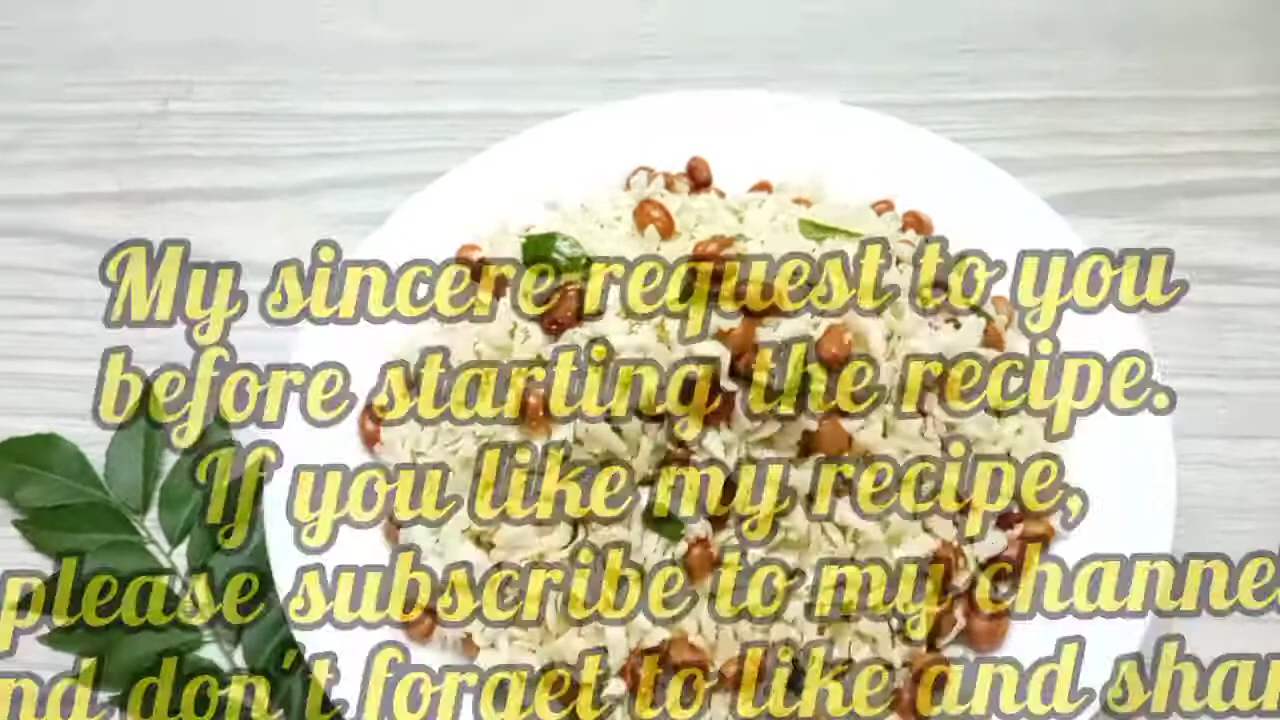 My sincere request to you
before starting the recipe.
If you like my recipe,
please subscribe to my channel
nd don't forget to like and shar